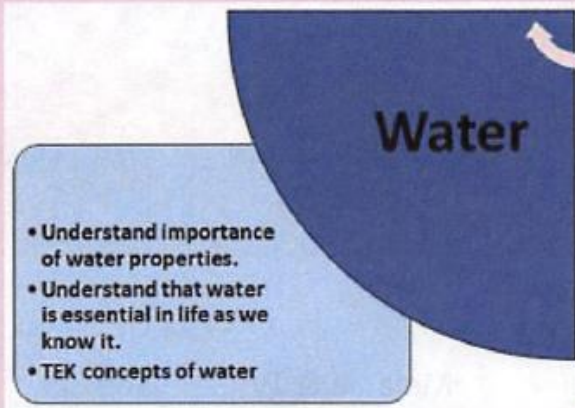 Water
• Understand importance
of water properties.
• Understand that water
is essential in life as we
know it.
• TEK concepts of water